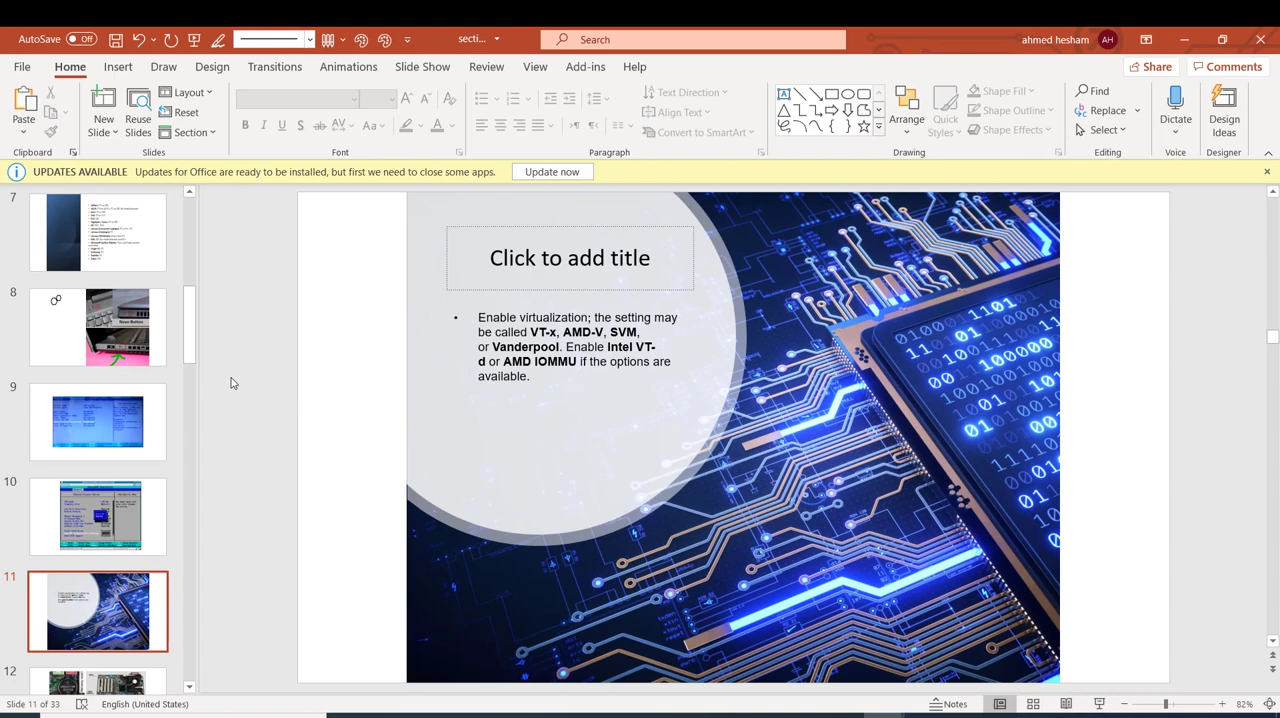 AutoSave Off secti... Search ahmed hesham AH
File Home Insert Draw Design Transitions Animations Slide Show Review View Add-ins Help Share Comments
Paste
New Slide
Reuse Slides
Layout
Reset
Section
B I U S ab AV Aa A
Text Direction
Align Text
Convert to SmartArt
Arrange
Quick Styles
Shape Fill
Shape Outline
Shape Effects
Find
Replace
Select
Dictate
Design Ideas
Clipboard Slides Font Paragraph Drawing Editing Voice Designer
UPDATES AVAILABLE Updates for Office are ready to be installed, but first we need to close some apps. Update now
7
8
9
10
11
12
Click to add title
• Enable virtualization; the setting may
be called VT-x, AMD-V, SVM,
or Vanderpool. Enable Intel VT-
d or AMD IOMMU if the options are
available.
Slide 11 of 33 English (United States) Notes 82%